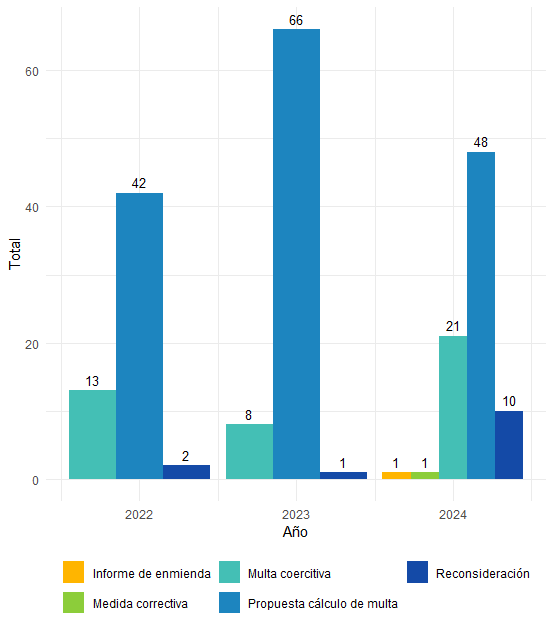 66
60
48
42
40
21
20
13
10
8
2
1
1
1
0
Total
2022
2023
2024
Año
Informe de enmienda
Multa coercitiva
Reconsideración
Medida correctiva
Propuesta cálculo de multa